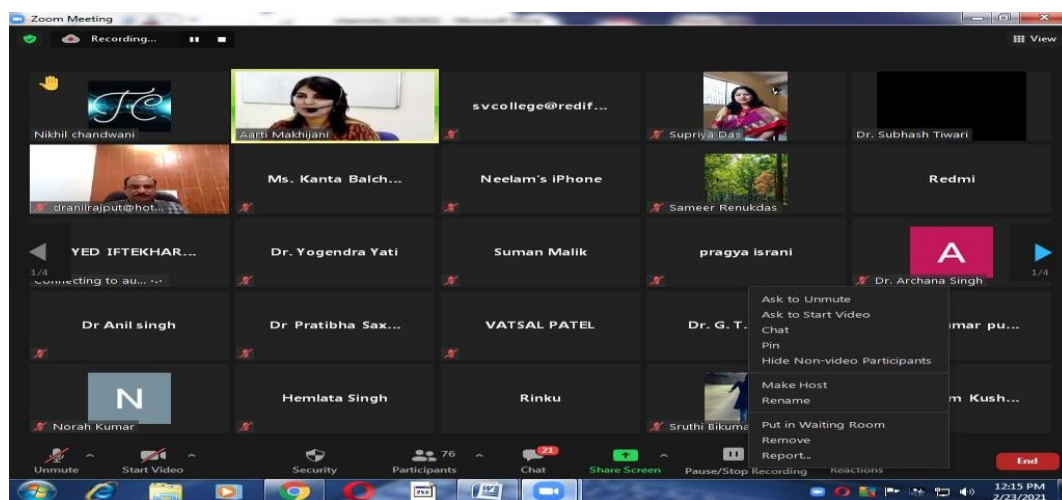 Zoom Meeting
Recording...
View
Nikhil chandwani
Aarti Makhijani
svcollege@redif...
Supriya Das
Dr. Subhash Tiwari
dranilrajput@hot...
Ms. Kanta Balch...
Neelam's iPhone
Sameer Renukdas
Redmi
1/4
YED IFTEKHAR...
Connecting to au...
Dr. Yogendra Yati
Suman Malik
pragya israni
A
Dr. Archana Singh
1/4
Dr Anil singh
Dr Pratibha Sax...
VATSAL PATEL
Dr. G. T.
mar pu...
Ask to Unmute
Ask to Start Video
Chat
Pin
Hide Non-video Participants
Make Host
Rename
Put in Waiting Room
Remove
Report...
N
Norah Kumar
Hemlata Singh
Rinku
Sruthi Bikuma
m Kush...
Unmute
Start Video
Security
76
Participants
21
Chat
Share Screen
Pause/Stop Recording
Reactions
End
12:15 PM